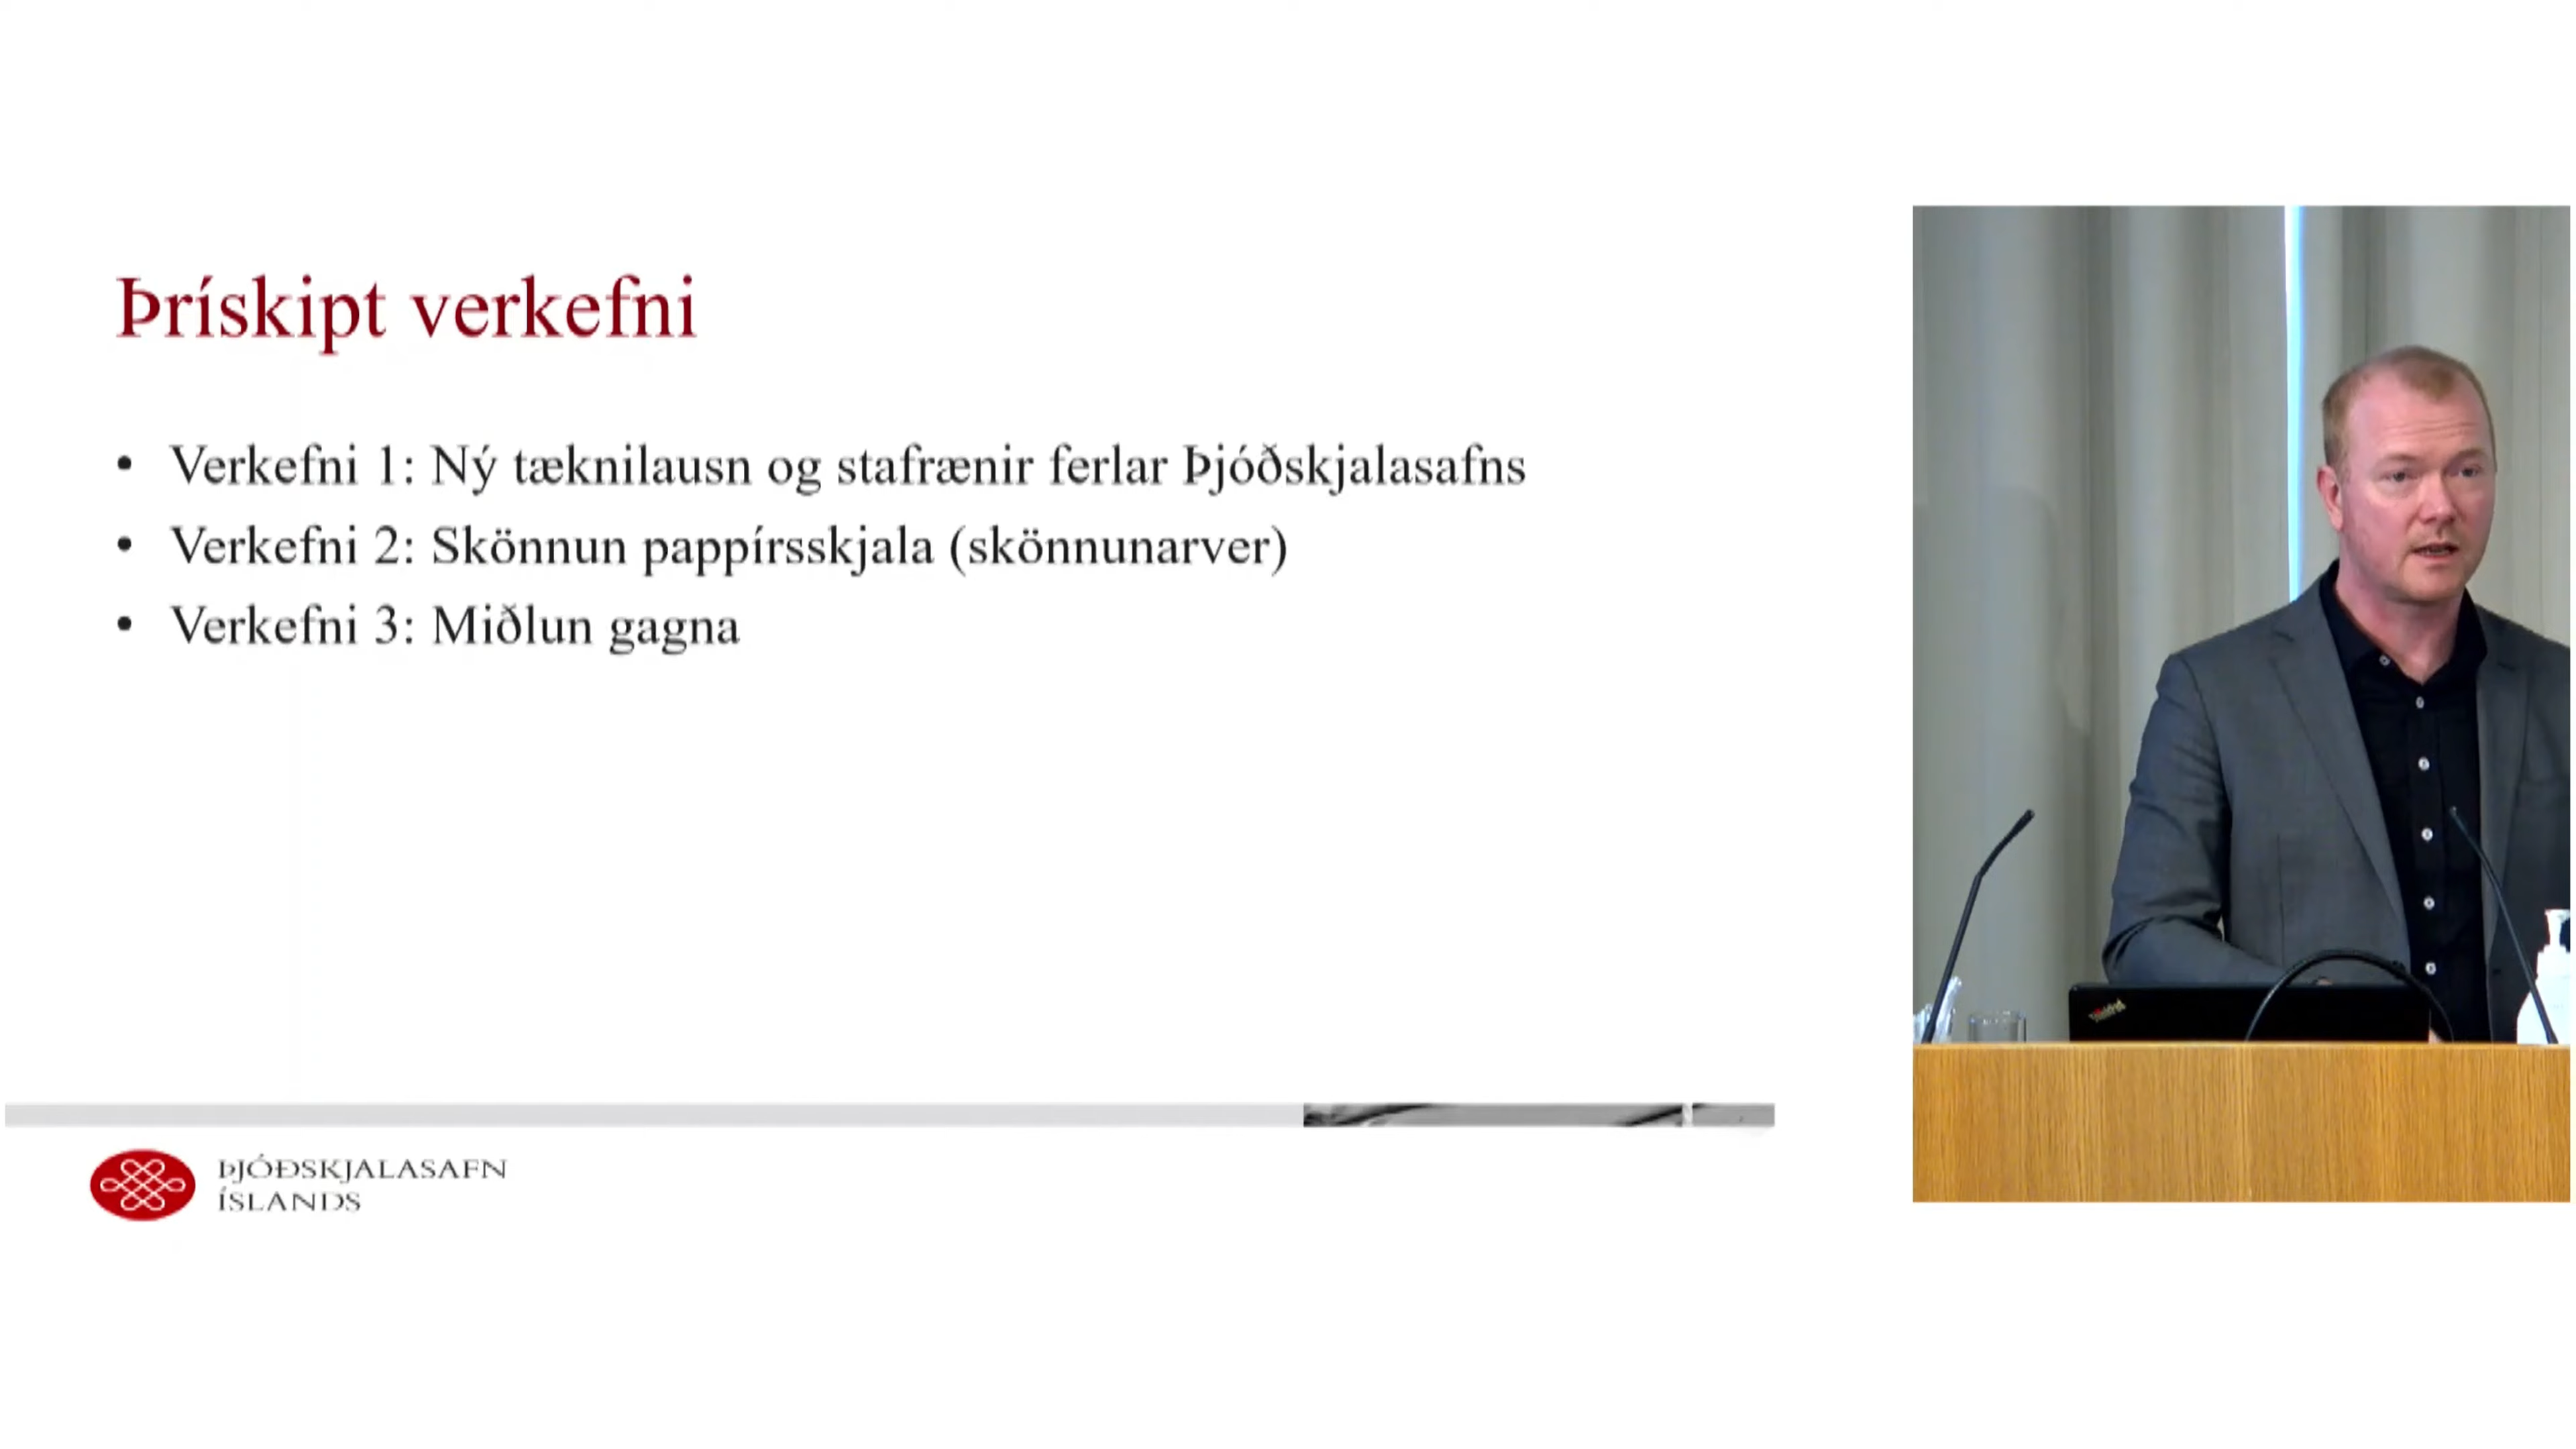 Þrískipt verkefni
• Verkefni 1: Ný tæknilausn og stafrænir ferlar Þjóðskjalasafns
• Verkefni 2: Skönnun pappírsskjala (skönnunarver)
• Verkefni 3: Miðlun gagna
ÞJÓÐSKJALASAFN
ÍSLANDS
ThinkPad